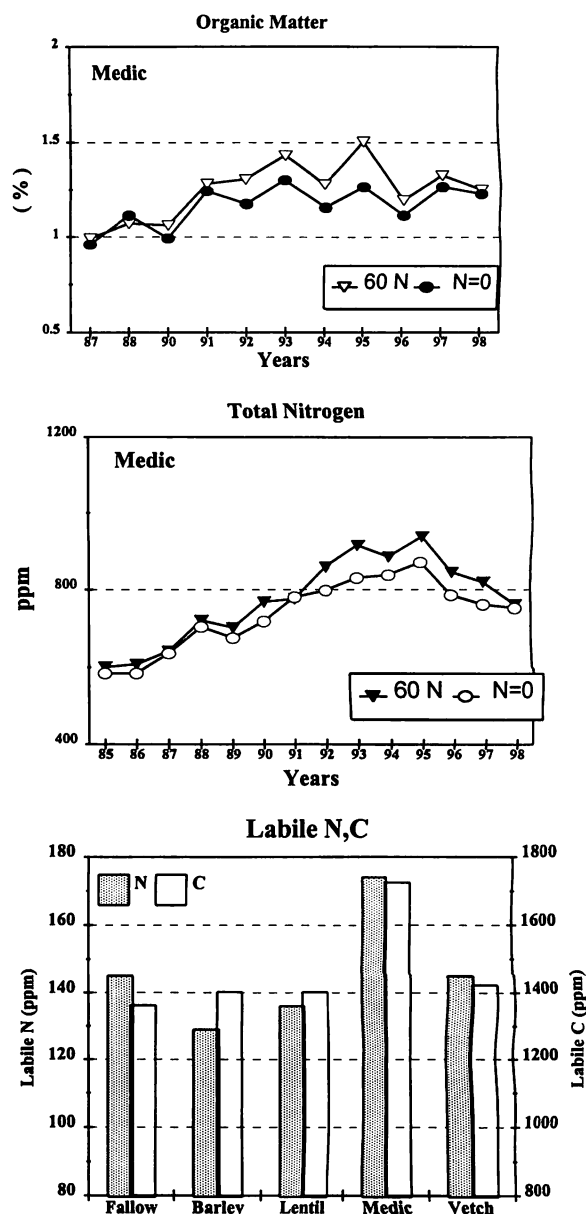 Organic Matter
2
Medic
1.5
( % )
1
60 N N=0
0.5
87 88 90 91 92 93 94 95 96 97 98
Years
Total Nitrogen
1200
Medic
ppm
800
60 N N=0
400
85 86 87 88 89 90 91 92 93 94 95 96 97 98
Years
Labile N,C
180 1800
N C
160 1600
Labile N (ppm)
140 1400
Labile C (ppm)
120 1200
100 1000
80 800
Fallow Barley Lentil Medic Vetch